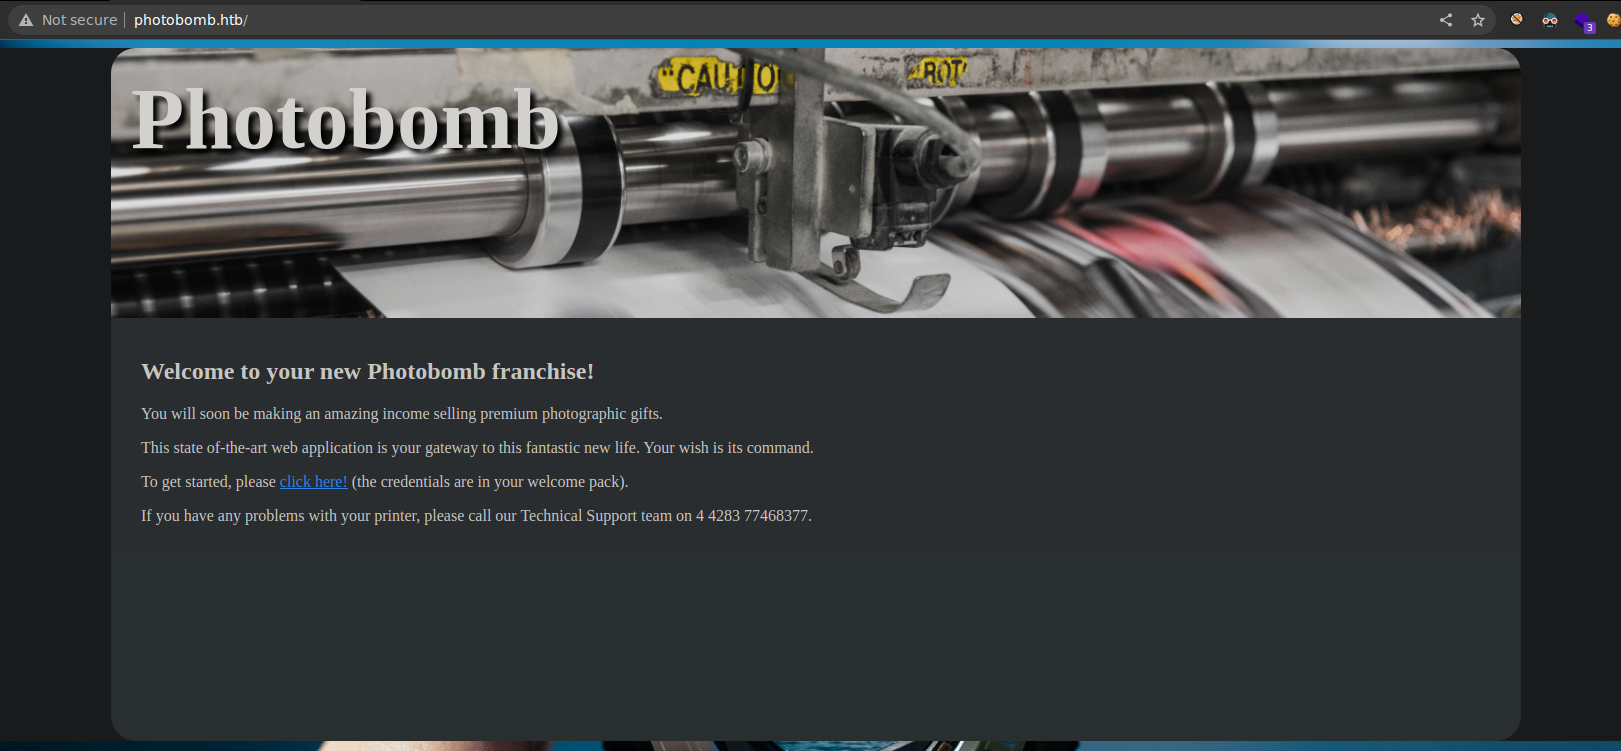 Not secure photobomb.htb/
3
"CAUTIO
ROT
Photobomb
Welcome to your new Photobomb franchise!
You will soon be making an amazing income selling premium photographic gifts.
This state of-the-art web application is your gateway to this fantastic new life. Your wish is its command.
To get started, please click here! (the credentials are in your welcome pack).
If you have any problems with your printer, please call our Technical Support team on 4 4283 77468377.